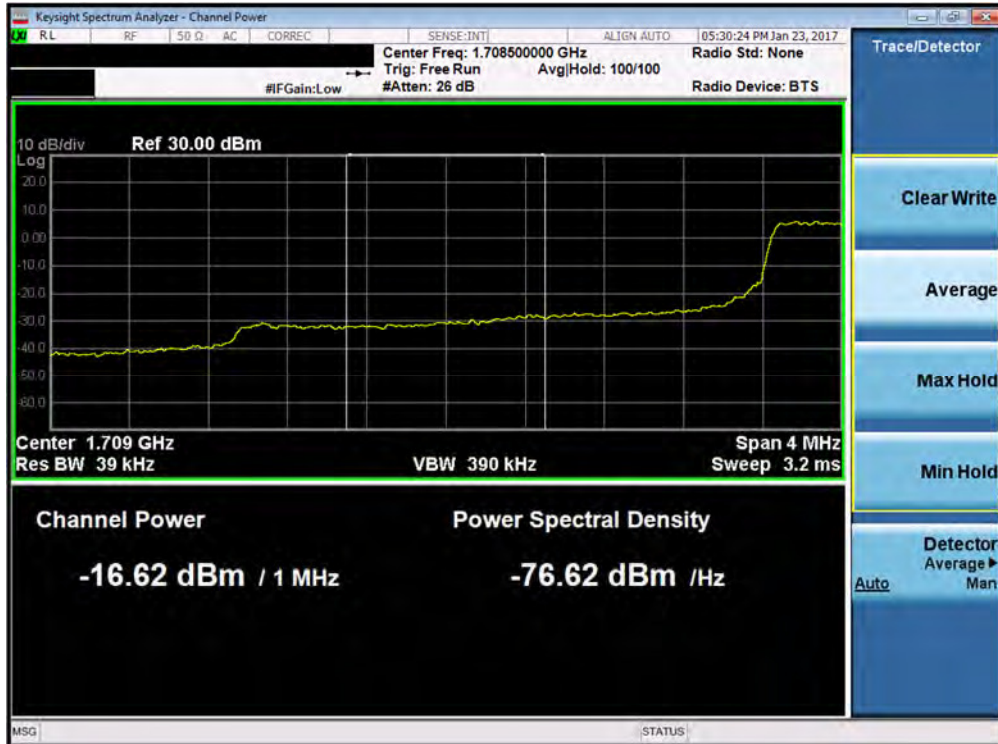 Keysight Spectrum Analyzer - Channel Power
LXI RL RF 50 Ω AC CORREC SENSE:INT ALIGN AUTO 05:30:24 PM Jan 23, 2017
Center Freq: 1.708500000 GHz Radio Std: None
Trig: Free Run Avg|Hold: 100/100
#IFGain:Low #Atten: 26 dB Radio Device: BTS
10 dB/div Ref 30.00 dBm
Log
20.0
10.0
0.00
-10.0
-20.0
-30.0
-40.0
-50.0
-60.0
Center 1.709 GHz Span 4 MHz
Res BW 39 kHz VBW 390 kHz Sweep 3.2 ms
Channel Power Power Spectral Density
-16.62 dBm / 1 MHz -76.62 dBm /Hz
MSG STATUS
Trace/Detector
Clear Write
Average
Max Hold
Min Hold
Detector
Average ▶
Auto Man